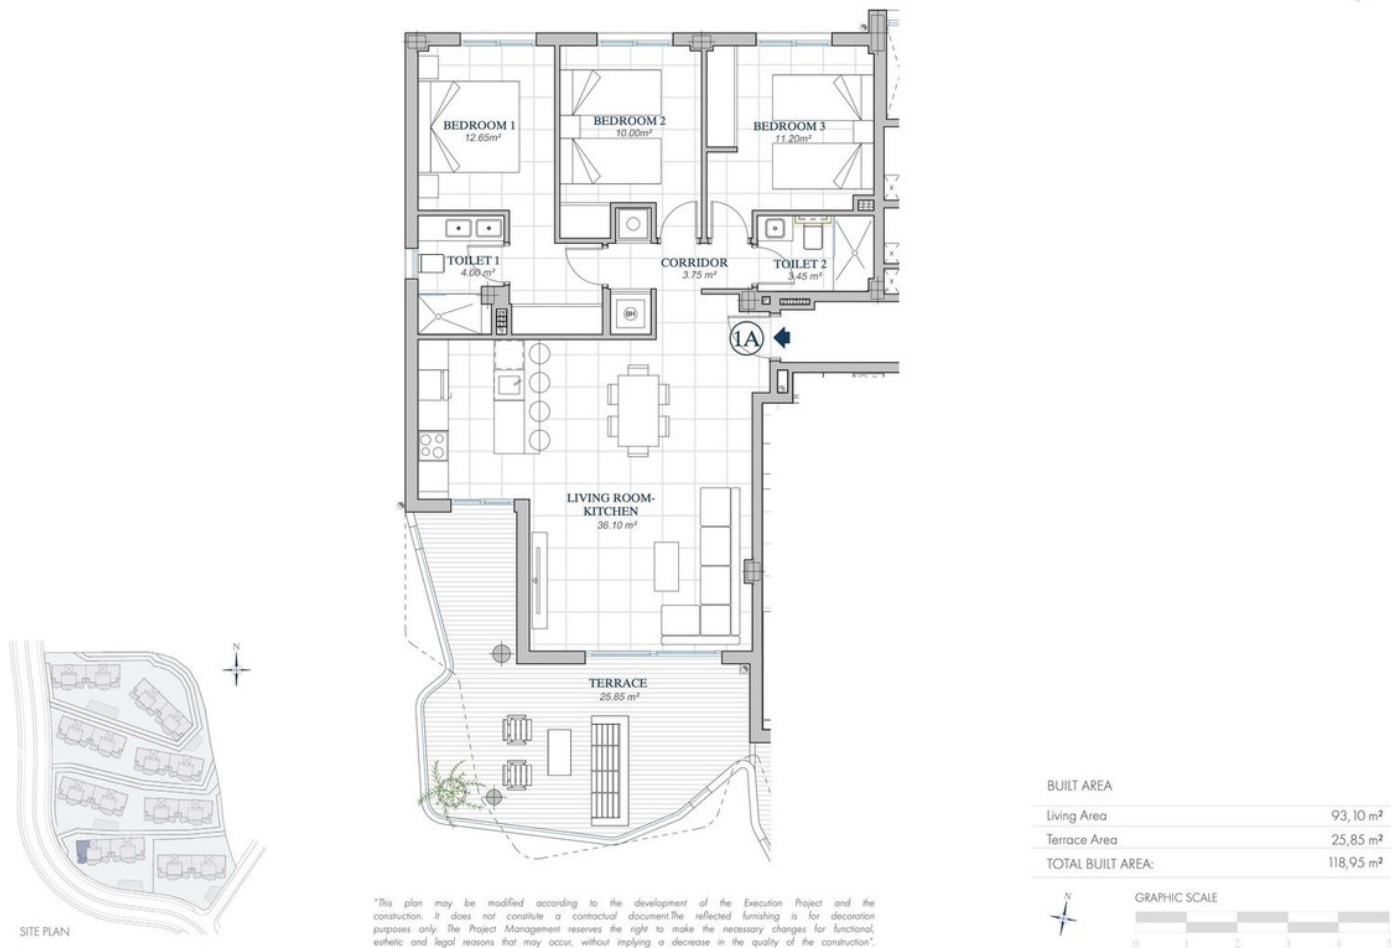 BEDROOM 1
12.65m²
BEDROOM 2
10.00m²
BEDROOM 3
11.20m²
TOILET 1
4.00 m²
CORRIDOR
3.75 m²
TOILET 2
3.45 m²
1A
LIVING ROOM-
KITCHEN
36.10 m²
TERRACE
25.85 m²
N
SITE PLAN
"This plan may be modified according to the development of the Execution Project and the
construction. It does not constitute a contractual document.The reflected furnishing is for decoration
purposes only. The Project Management reserves the right to make the necessary changes for functional,
esthetic and legal reasons that may occur, without implying a decrease in the quality of the construction".
BUILT AREA
Living Area 93,10 m²
Terrace Area 25,85 m²
TOTAL BUILT AREA: 118,95 m²
N
GRAPHIC SCALE
0 1 2 3 4 5